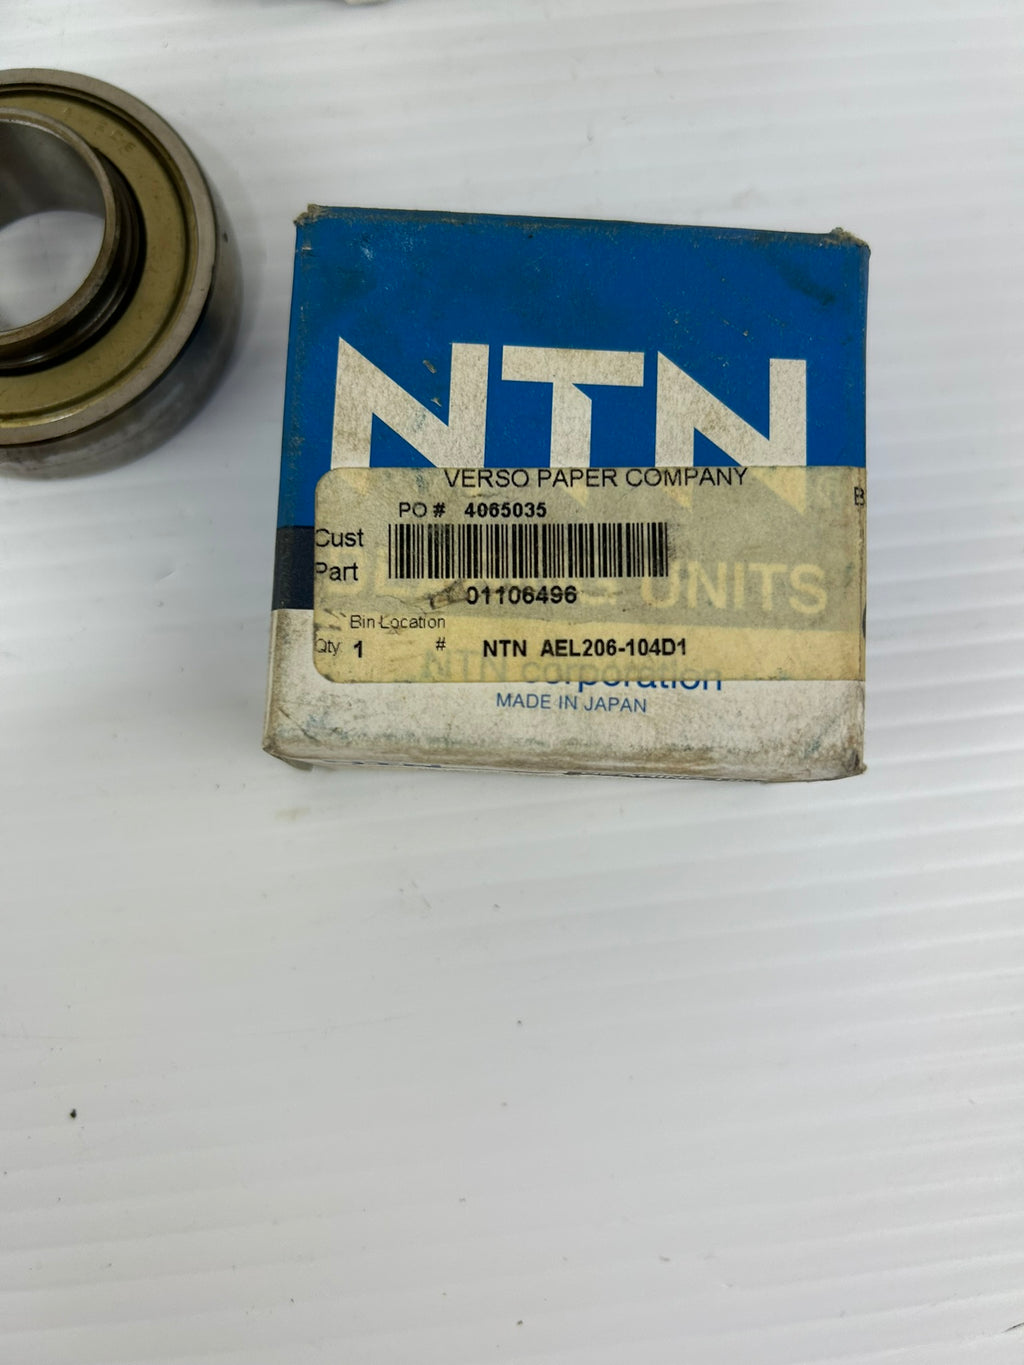 NTN
VERSO PAPER COMPANY
PO # 4065035
Cust
Part
01106496
UNITS
Bin Location
Qty 1 # NTN AEL206-104D1
NTN corporation
MADE IN JAPAN